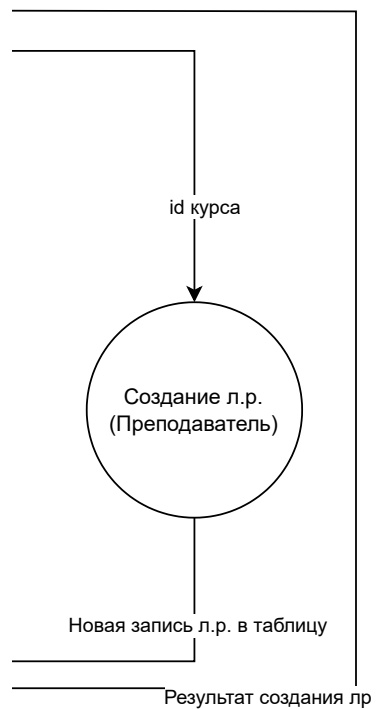 id курса
Создание л.р.
(Преподаватель)
Новая запись л.р. в таблицу
Результат создания лр